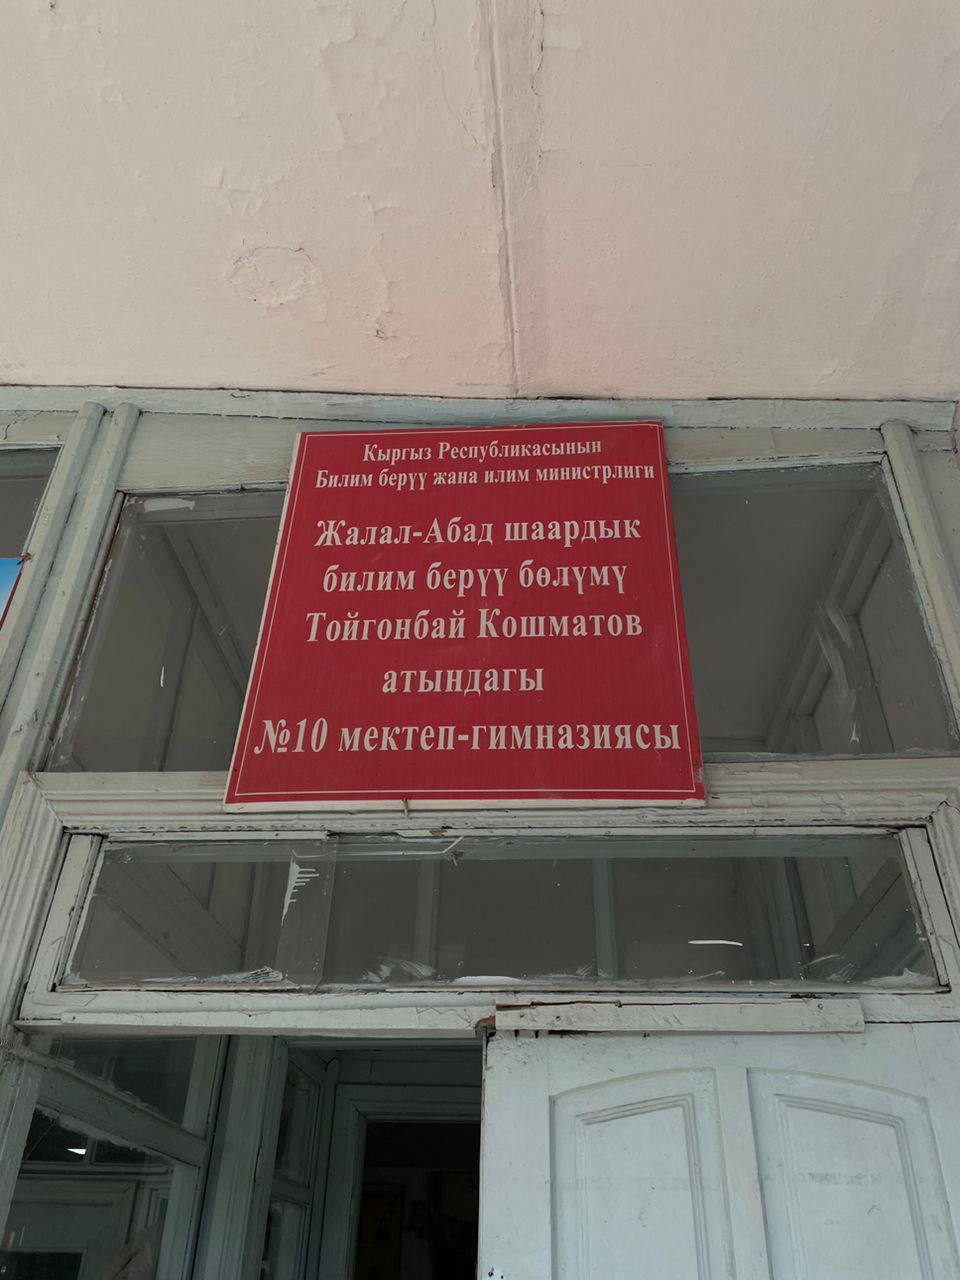 Кыргыз Республикасынын
Билим берүү жана илим министрлиги
Жалал-Абад шаардык
билим берүү бөлүмү
Тойгонбай Кошматов
атындагы
№10 мектеп-гимназиясы